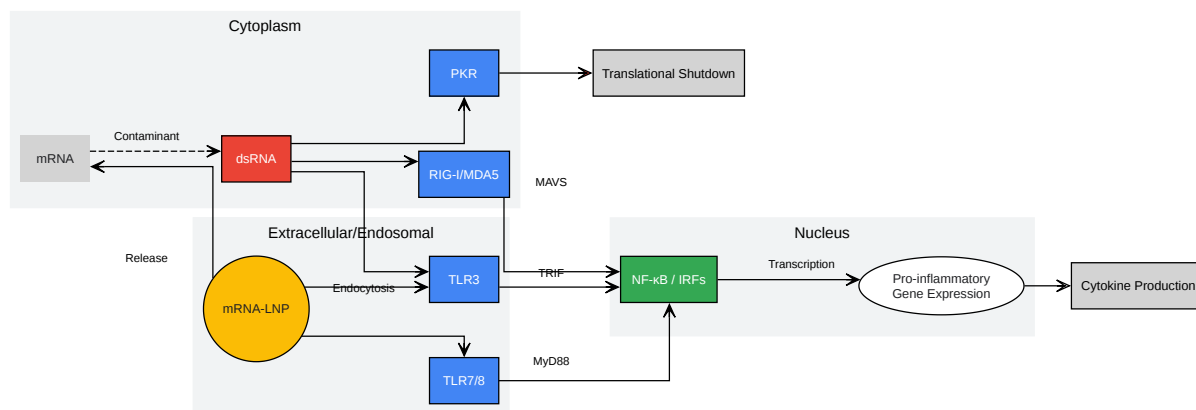 Cytoplasm
PKR
Translational Shutdown
Contaminant
mRNA
dsRNA
RIG-I/MDA5
MAVS
Extracellular/Endosomal
Nucleus
Release
TRIF
Transcription
TLR3
NF-κB / IRFs
Pro-inflammatory
Gene Expression
Cytokine Production
Endocytosis
mRNA-LNP
MyD88
TLR7/8